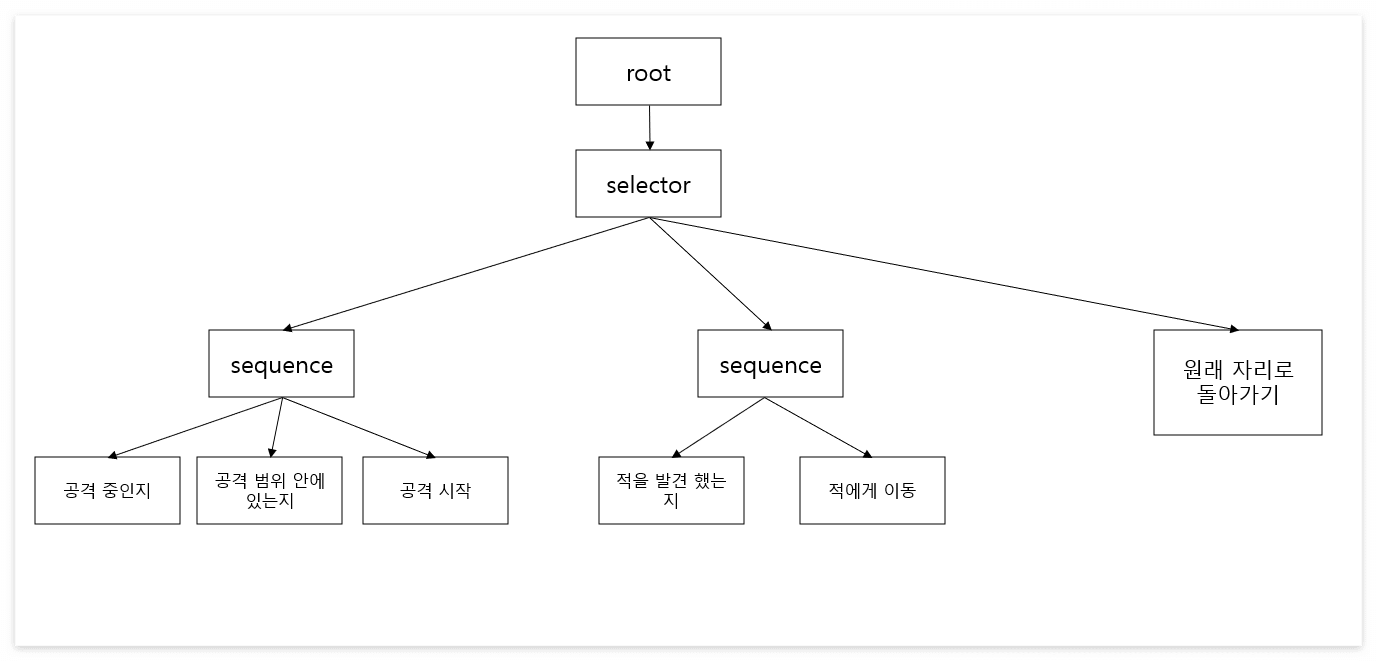 root
selector
sequence
sequence
원래 자리로
돌아가기
공격 중인지
공격 범위 안에
있는지
공격 시작
적을 발견 했는
지
적에게 이동